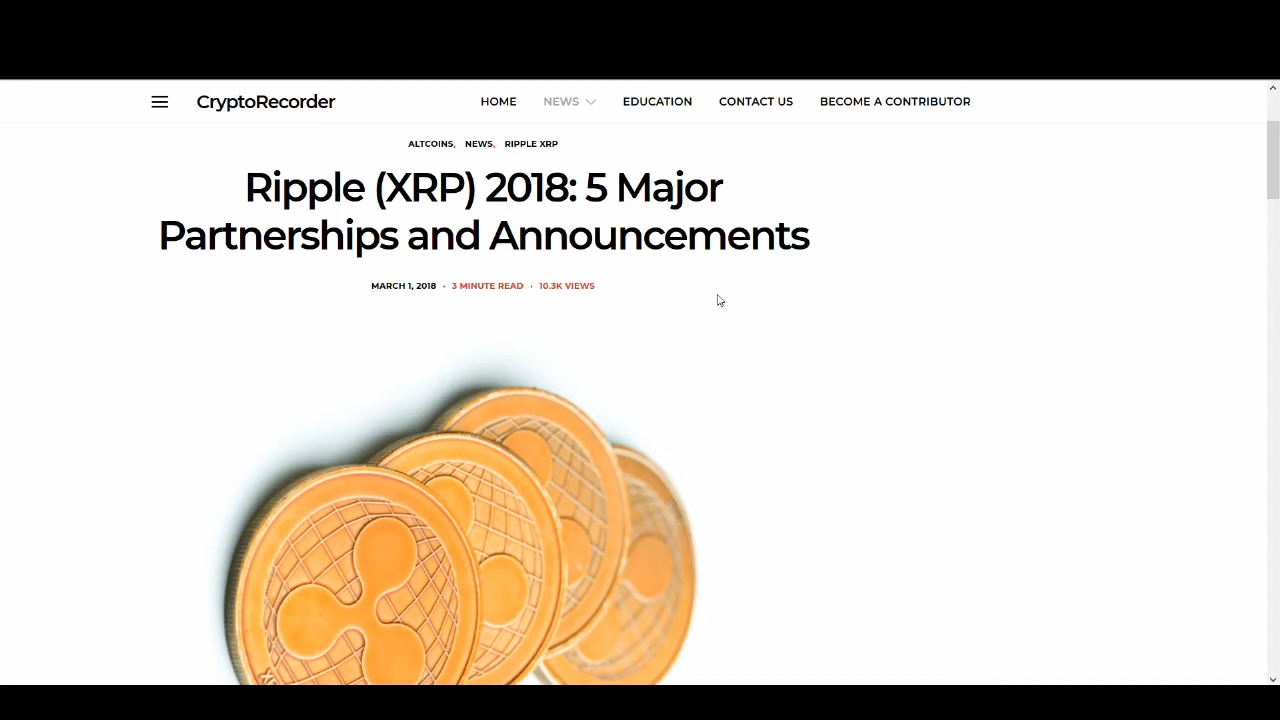 CryptoRecorder HOME NEWS EDUCATION CONTACT US BECOME A CONTRIBUTOR
ALTCOINS, NEWS, RIPPLE XRP
Ripple (XRP) 2018: 5 Major
Partnerships and Announcements
MARCH 1, 2018 · 3 MINUTE READ · 10.3K VIEWS